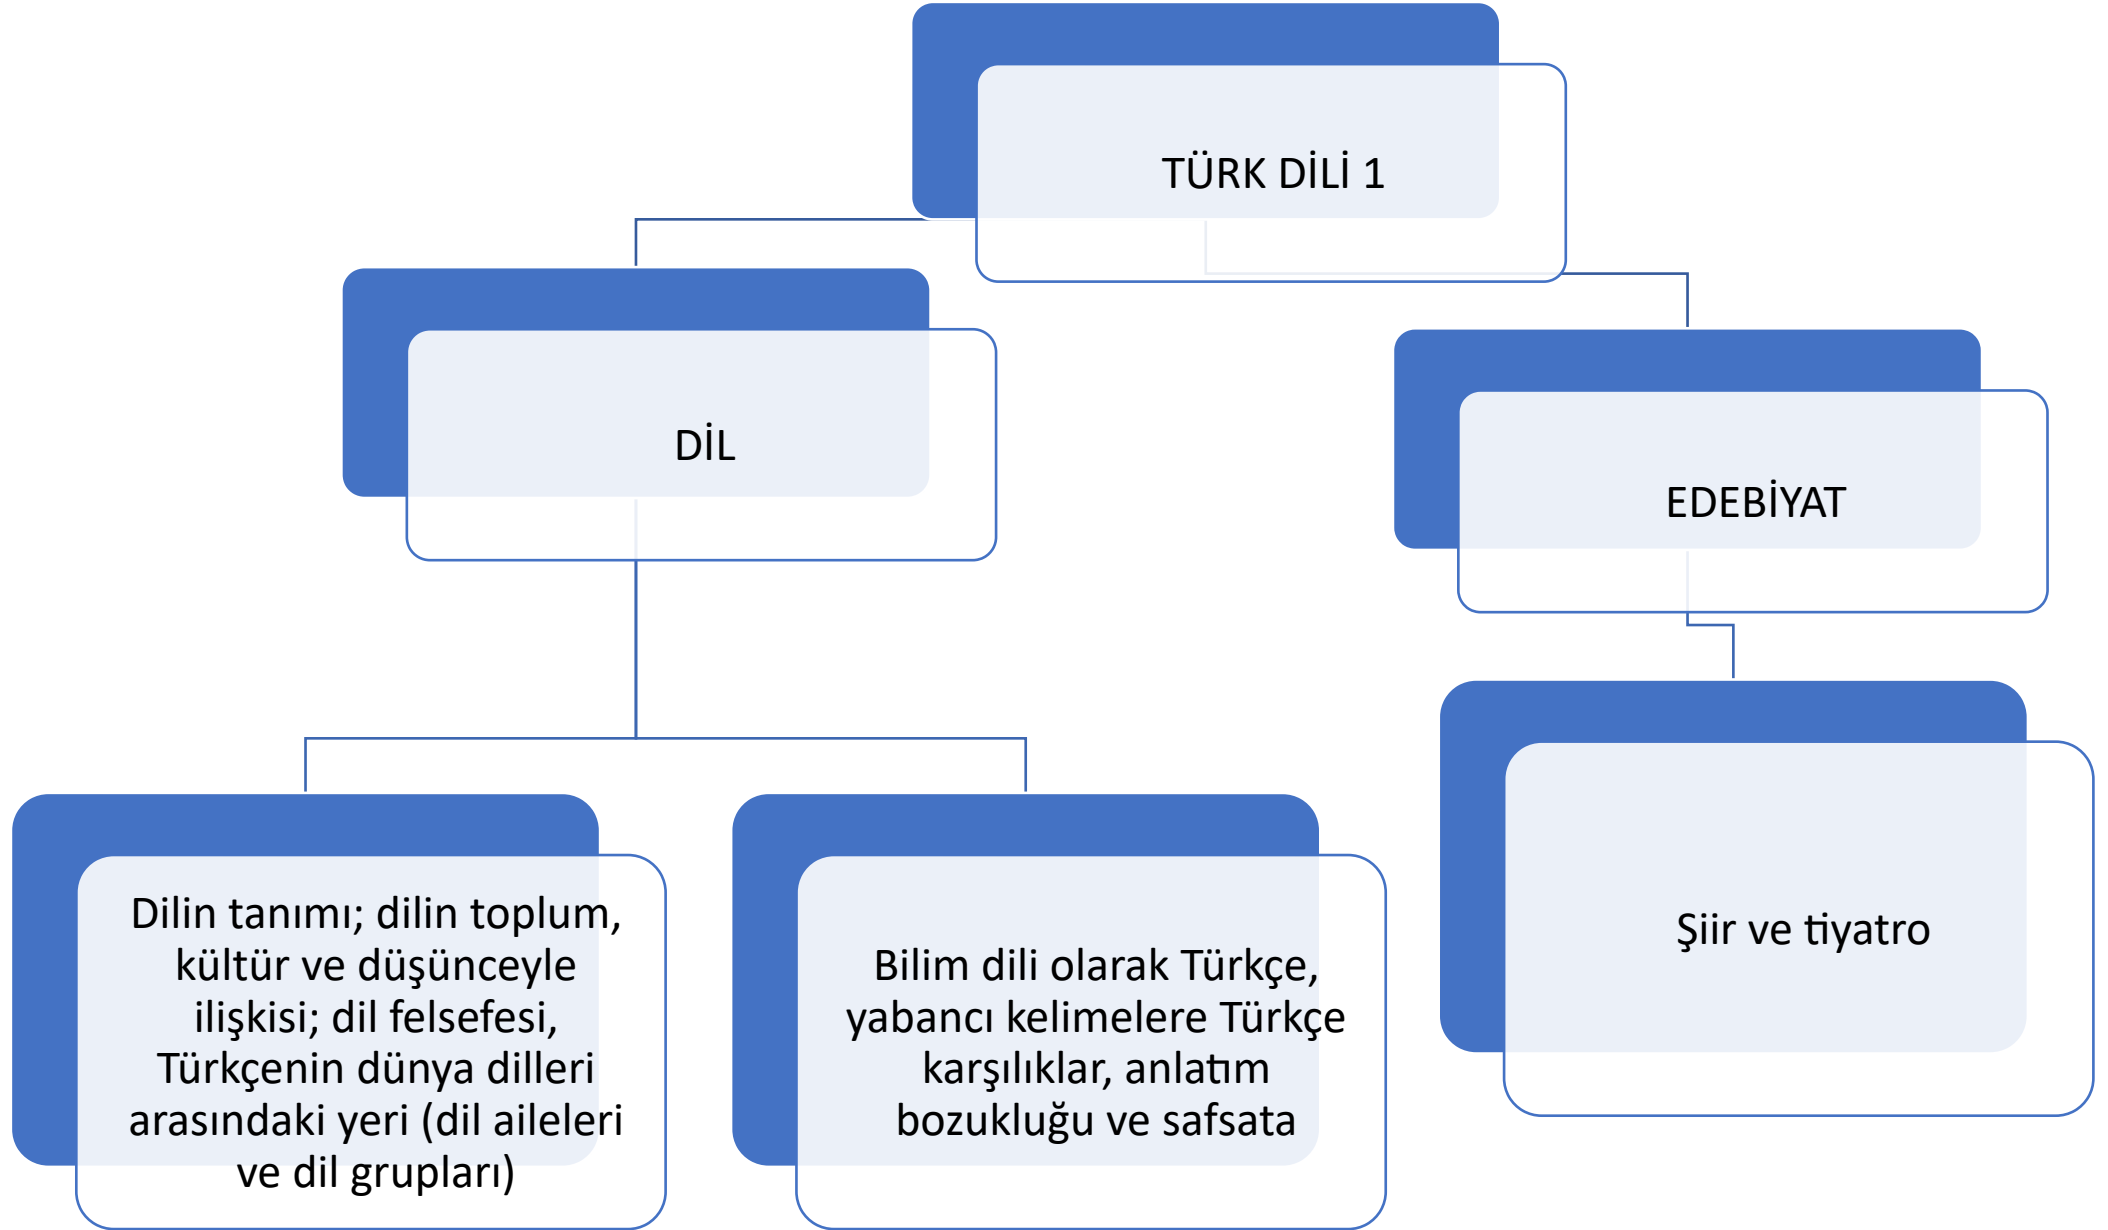 TÜRK DİLİ 1
DİL
EDEBİYAT
Dilin tanımı; dilin toplum,
kültür ve düşünceyle
ilişkisi; dil felsefesi,
Türkçenin dünya dilleri
arasındaki yeri (dil aileleri
ve dil grupları)
Bilim dili olarak Türkçe,
yabancı kelimelere Türkçe
karşılıklar, anlatım
bozukluğu ve safsata
Şiir ve tiyatro